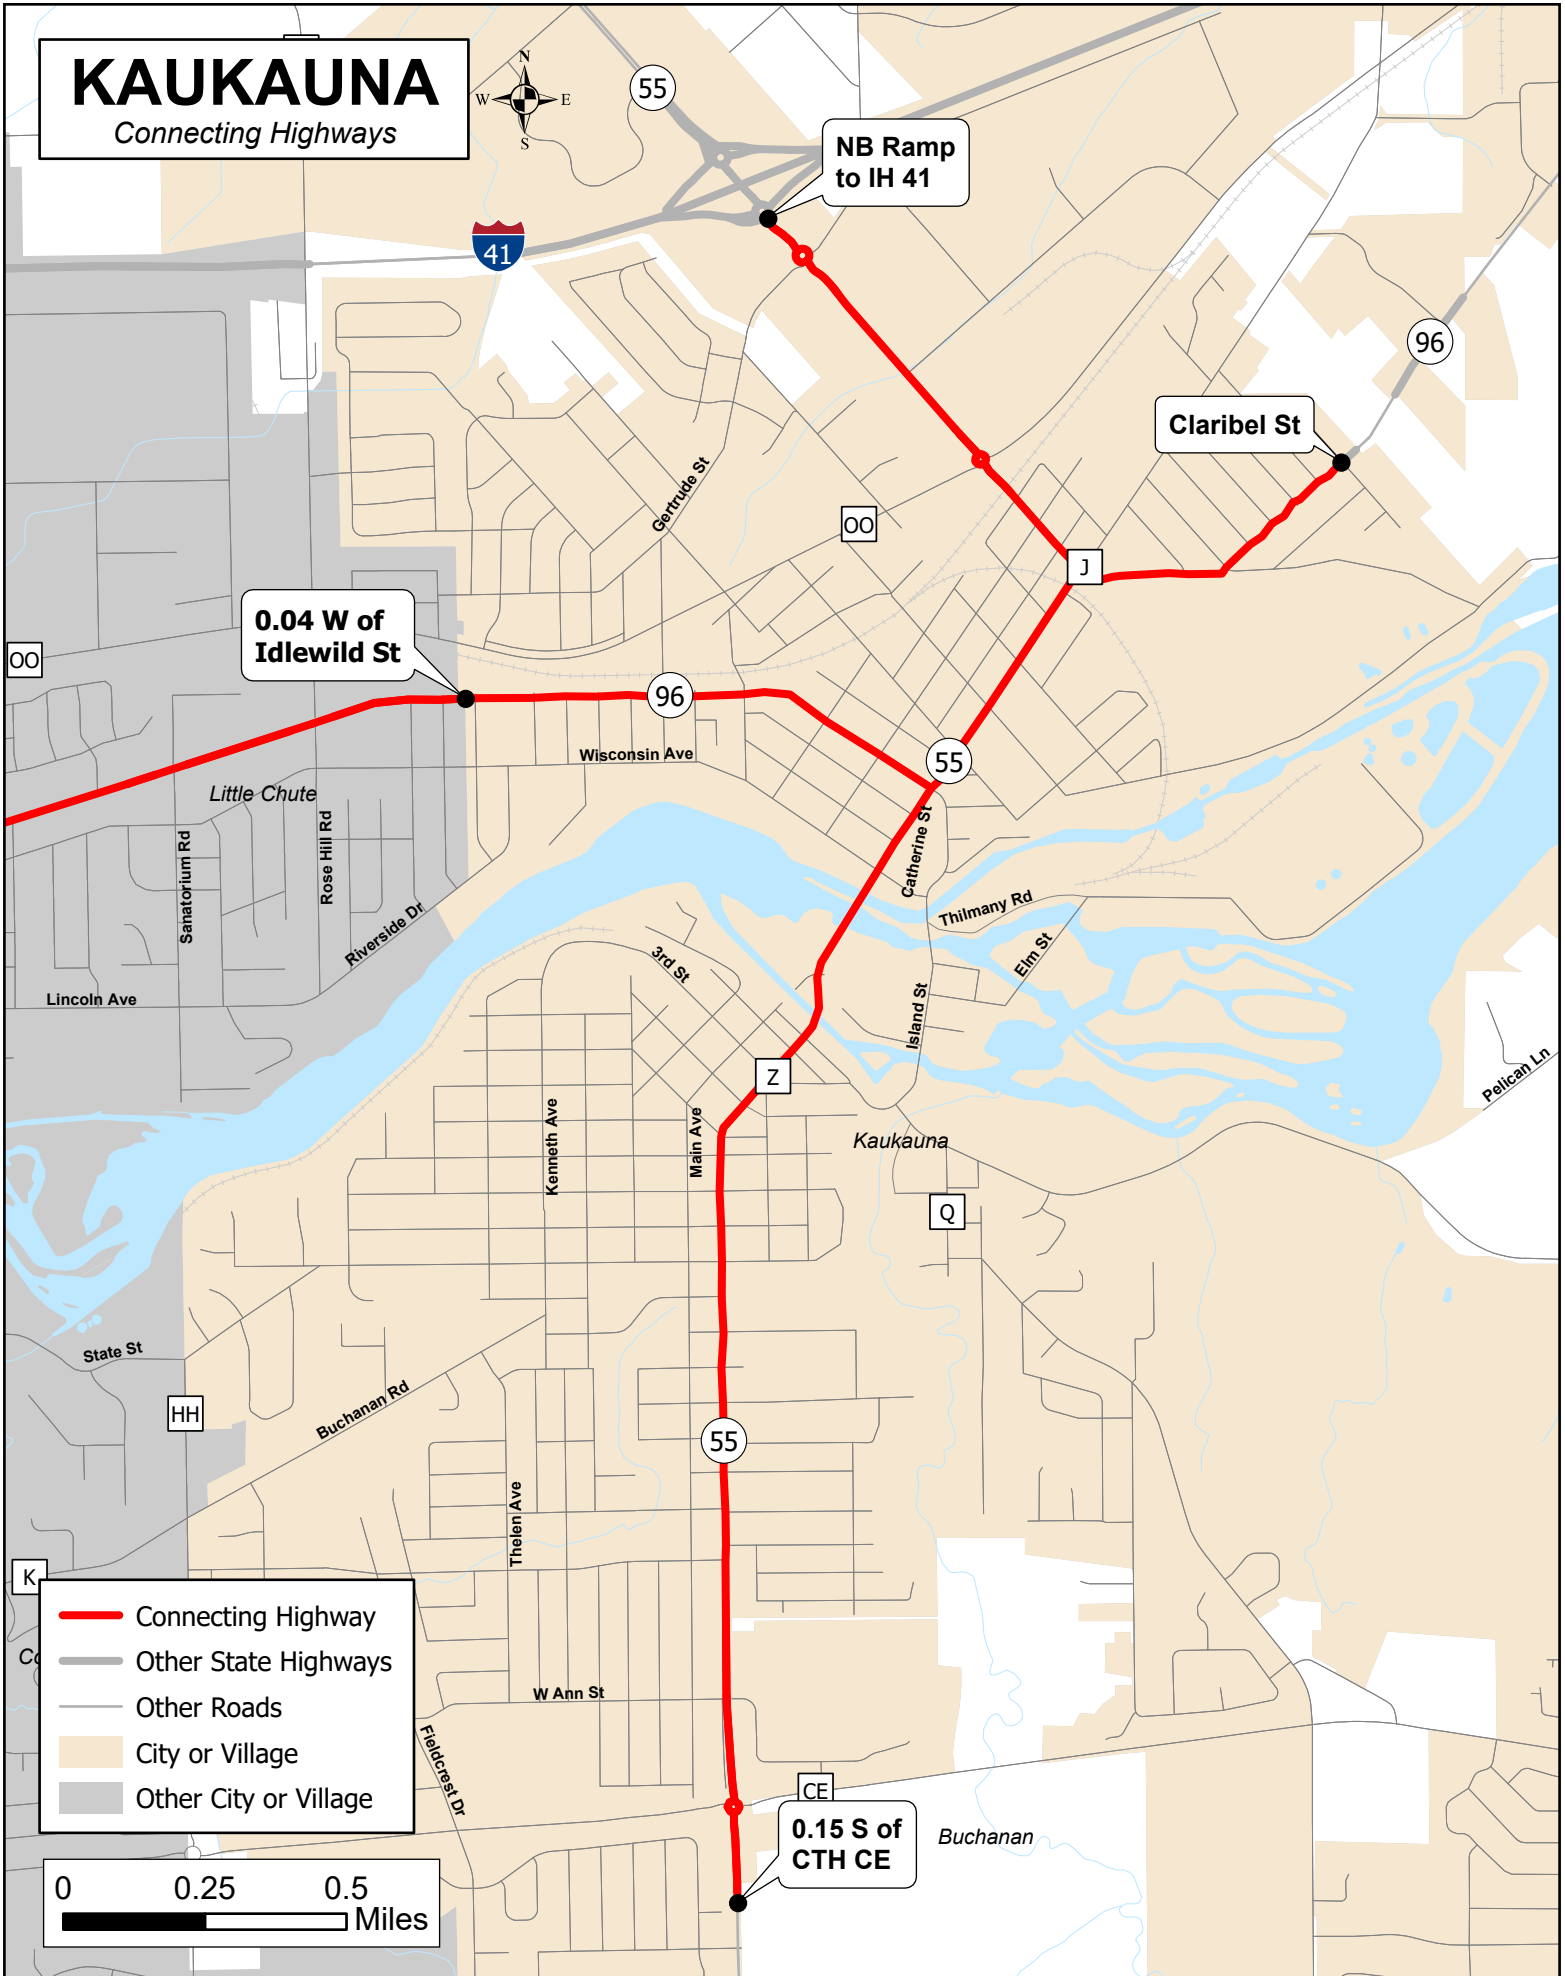 KAUKAUNA
Connecting Highways
N
W
E
S
55
NB Ramp
to IH 41
41
96
Claribel St
Gertrude St
OO
J
0.04 W of
Idlewild St
OO
96
Wisconsin Ave
55
Little Chute
Catherine St
Sanatorium Rd
Rose Hill Rd
Riverside Dr
Thilmany Rd
Elm St
3rd St
Lincoln Ave
Island St
Z
Pelican Ln
Kenneth Ave
Main Ave
Kaukauna
Q
State St
HH
Buchanan Rd
55
Thelen Ave
K
Connecting Highway
Other State Highways
Other Roads
City or Village
Other City or Village
W Ann St
Fieldcrest Dr
CE
0.15 S of
CTH CE
Buchanan
0 0.25 0.5
Miles